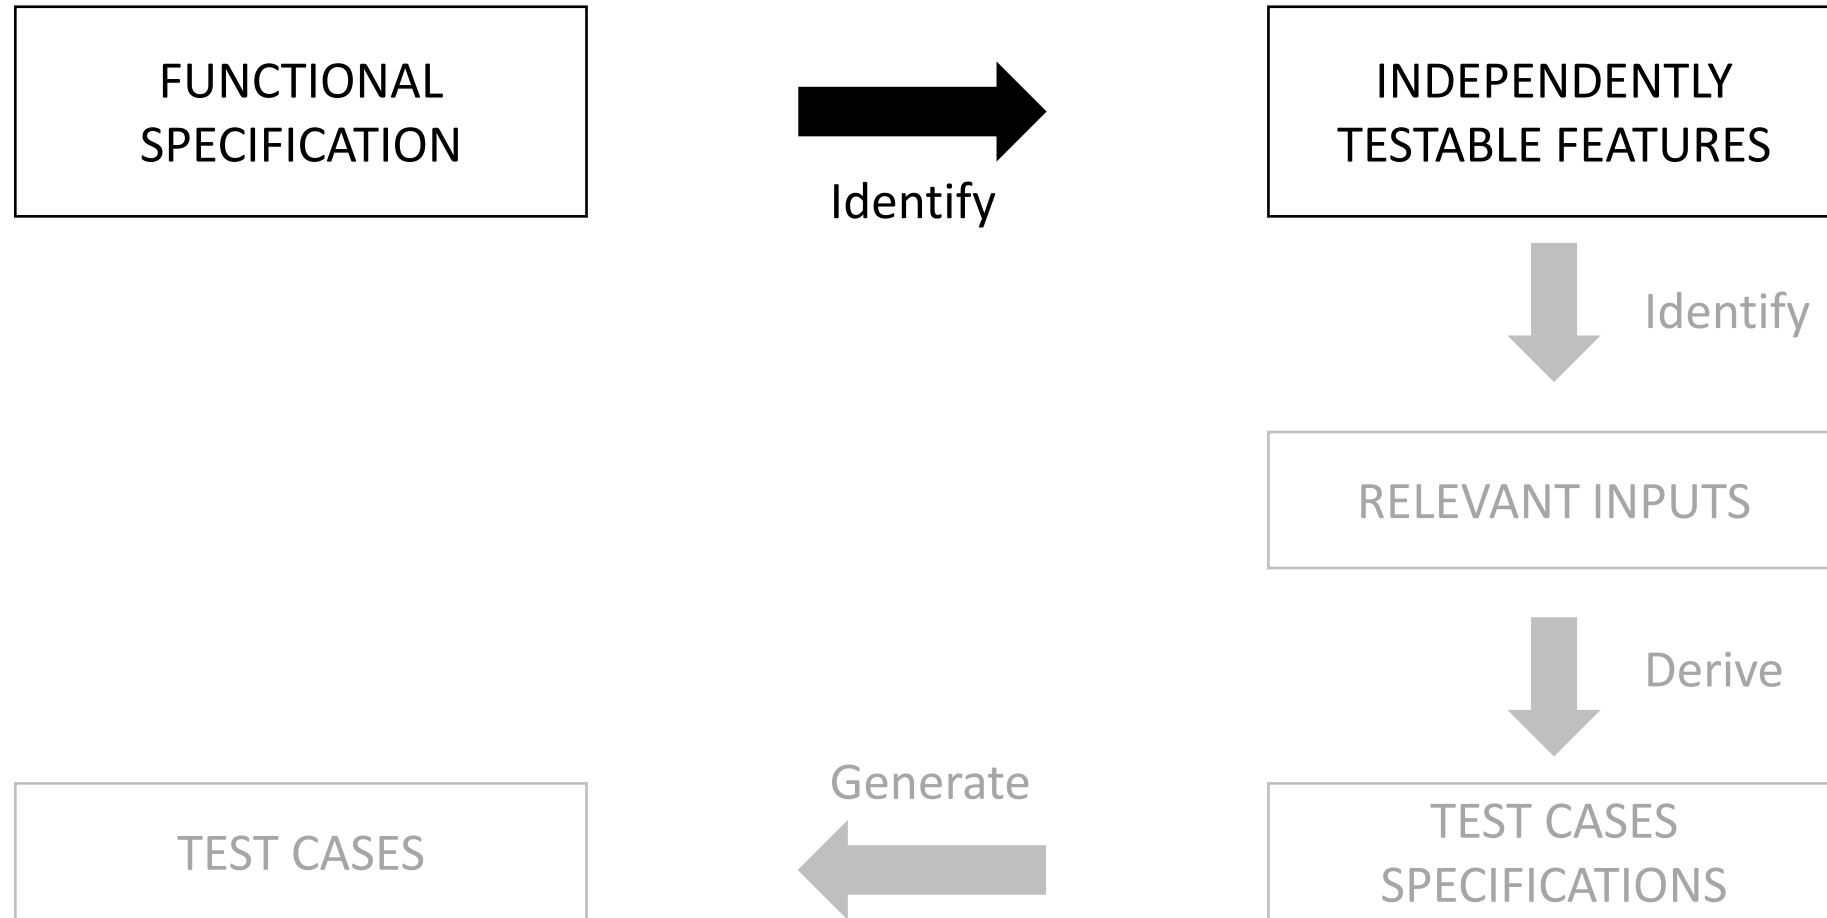 FUNCTIONAL
SPECIFICATION
Identify
INDEPENDENTLY
TESTABLE FEATURES
Identify
RELEVANT INPUTS
Derive
TEST CASES
SPECIFICATIONS
Generate
TEST CASES